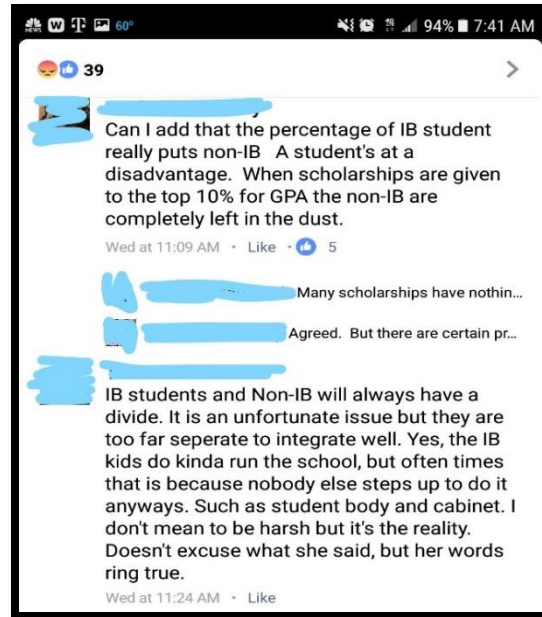 NEWS W T 60° 94% 7:41 AM
39 >
Can I add that the percentage of IB student
really puts non-IB A student's at a
disadvantage. When scholarships are given
to the top 10% for GPA the non-IB are
completely left in the dust.
Wed at 11:09 AM · Like · 5
Many scholarships have nothin...
Agreed. But there are certain pr...
IB students and Non-IB will always have a
divide. It is an unfortunate issue but they are
too far seperate to integrate well. Yes, the IB
kids do kinda run the school, but often times
that is because nobody else steps up to do it
anyways. Such as student body and cabinet. I
don't mean to be harsh but it's the reality.
Doesn't excuse what she said, but her words
ring true.
Wed at 11:24 AM · Like